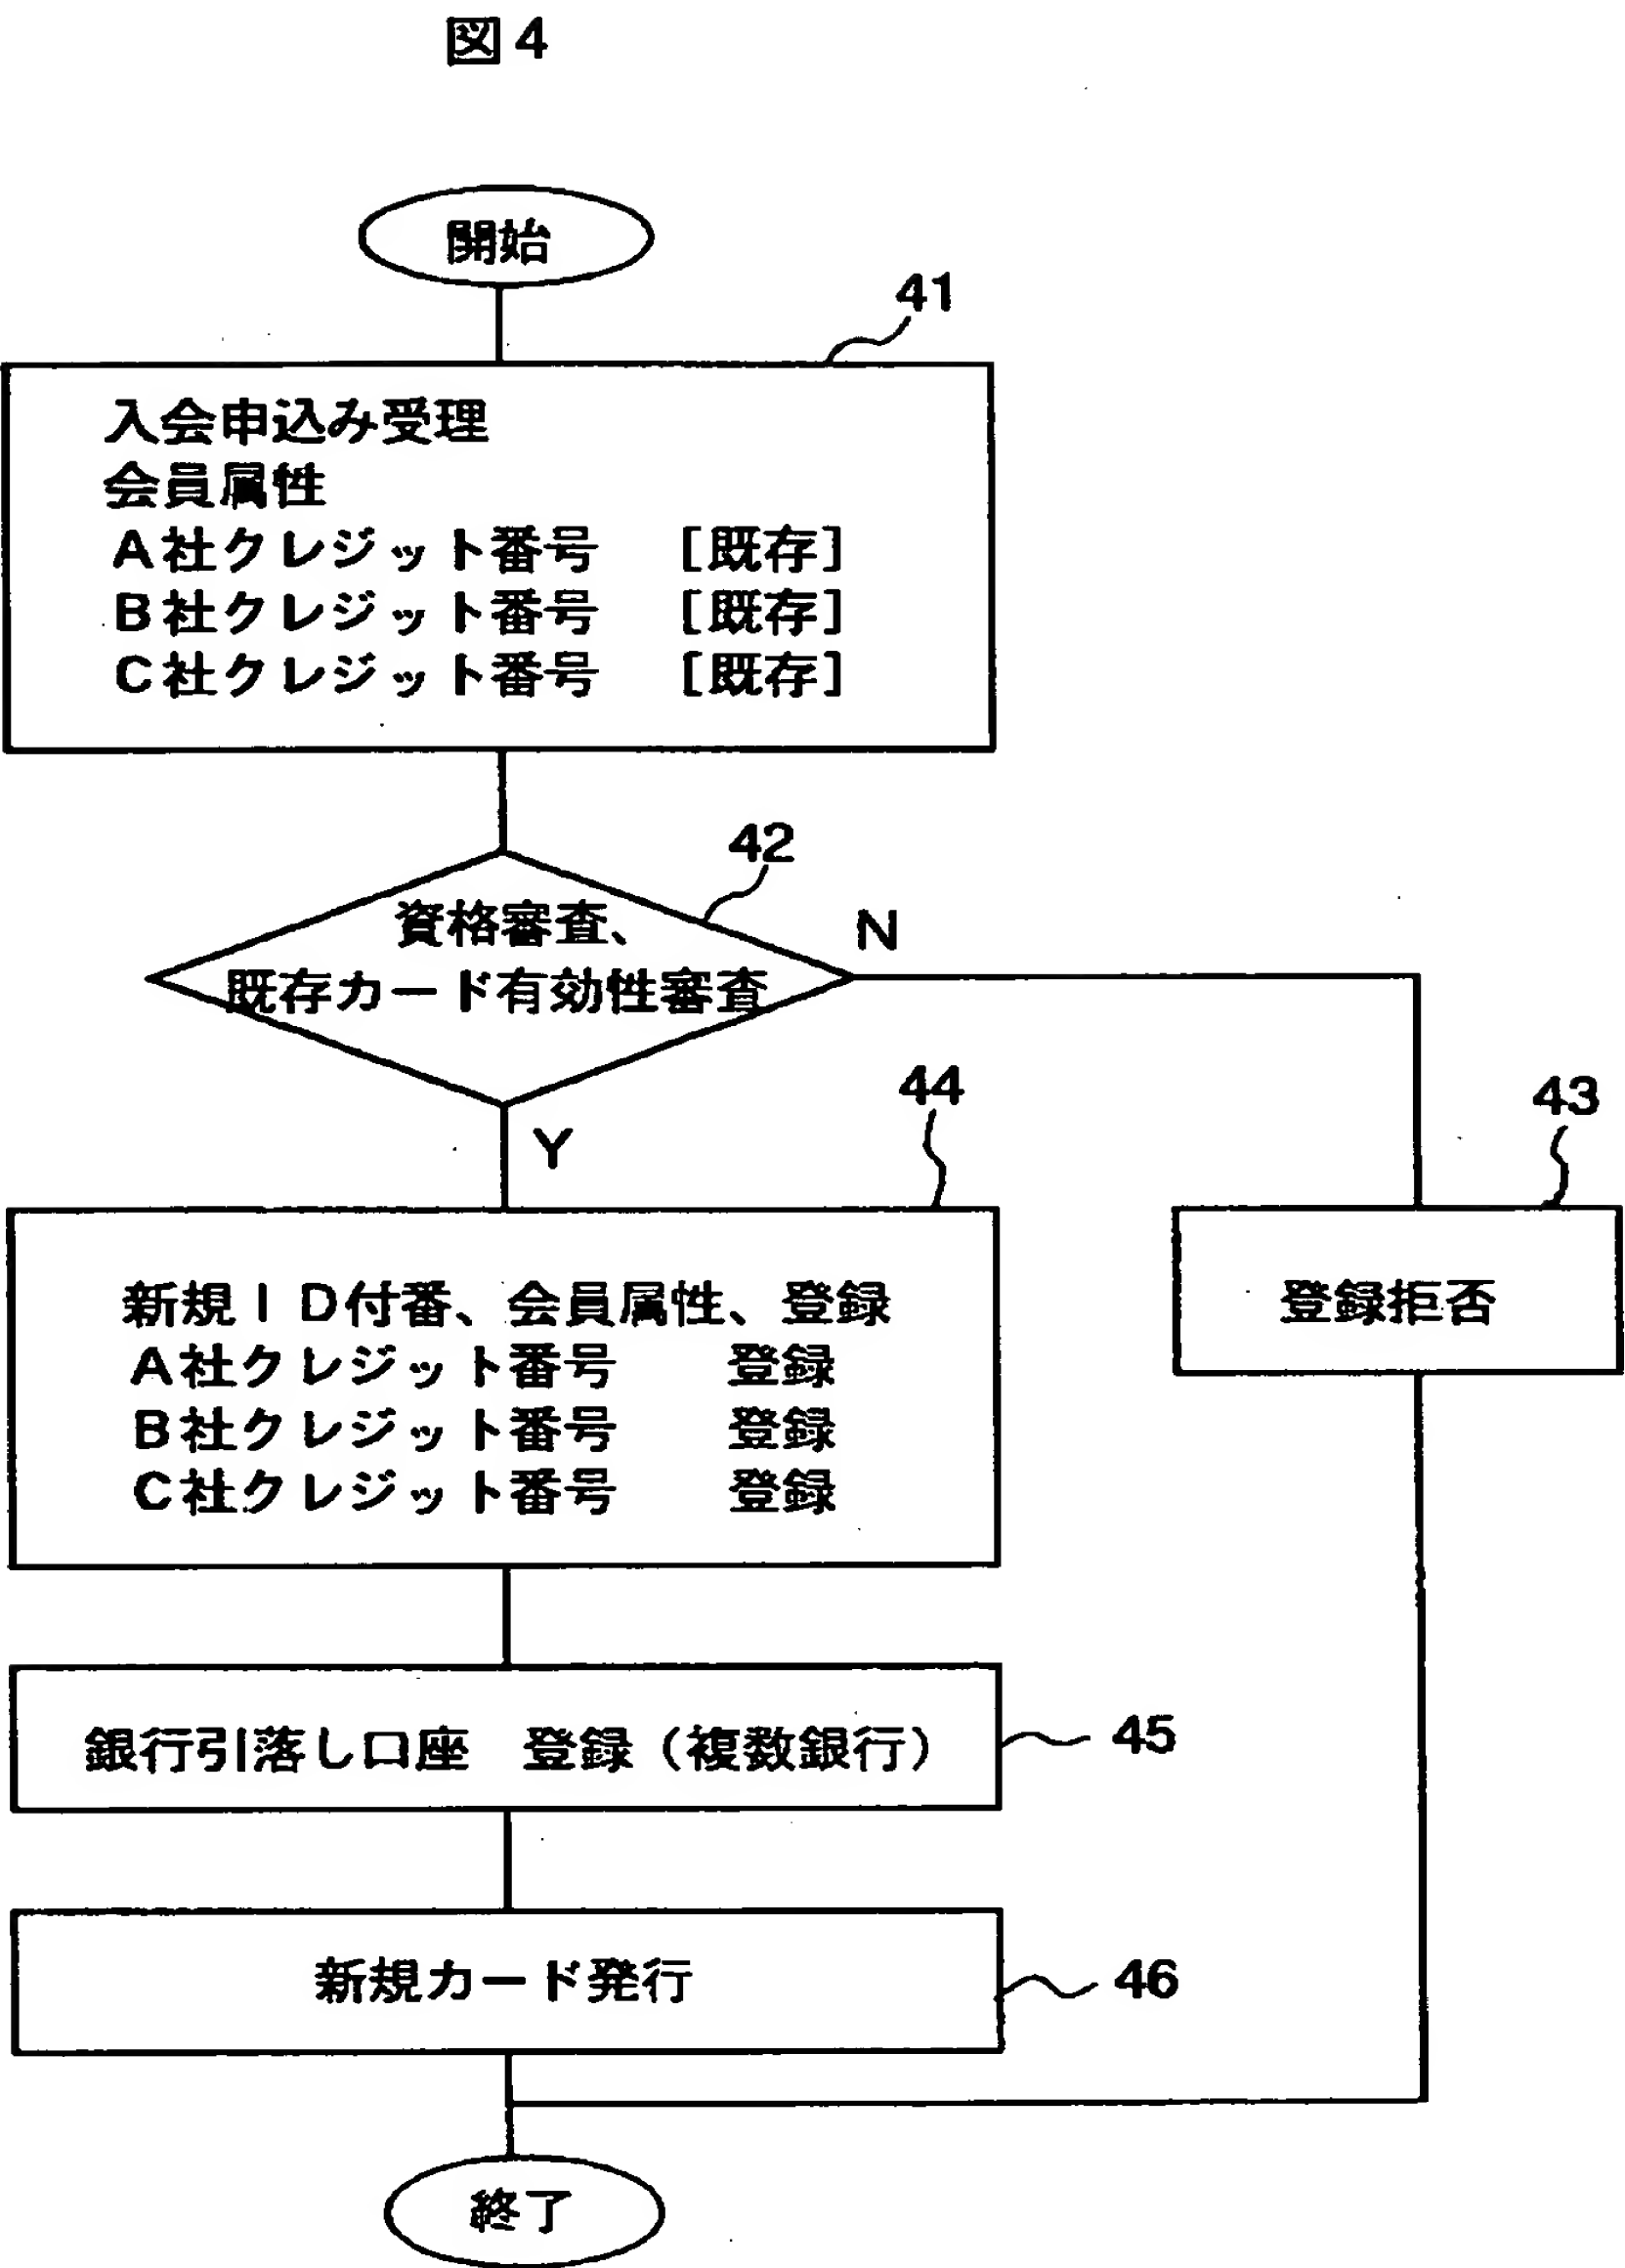 図4
開始
41
入会申込み受理
会員属性
A社クレジット番号 [既存]
B社クレジット番号 [既存]
C社クレジット番号 [既存]
42
資格審査、
既存カード有効性審査
N
Y
44
43
新規ID付番、会員属性、登録
A社クレジット番号 登録
B社クレジット番号 登録
C社クレジット番号 登録
登録拒否
銀行引落し口座 登録(複数銀行)
45
新規カード発行
46
終了